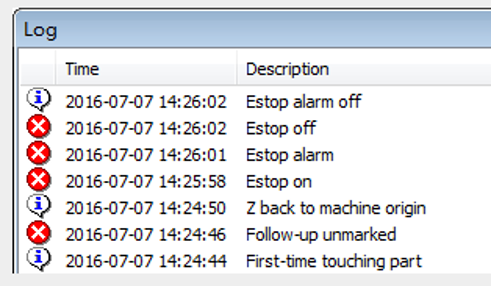 Log
Time Description
2016-07-07 14:26:02 Estop alarm off
2016-07-07 14:26:02 Estop off
2016-07-07 14:26:01 Estop alarm
2016-07-07 14:25:58 Estop on
2016-07-07 14:24:50 Z back to machine origin
2016-07-07 14:24:46 Follow-up unmarked
2016-07-07 14:24:44 First-time touching part